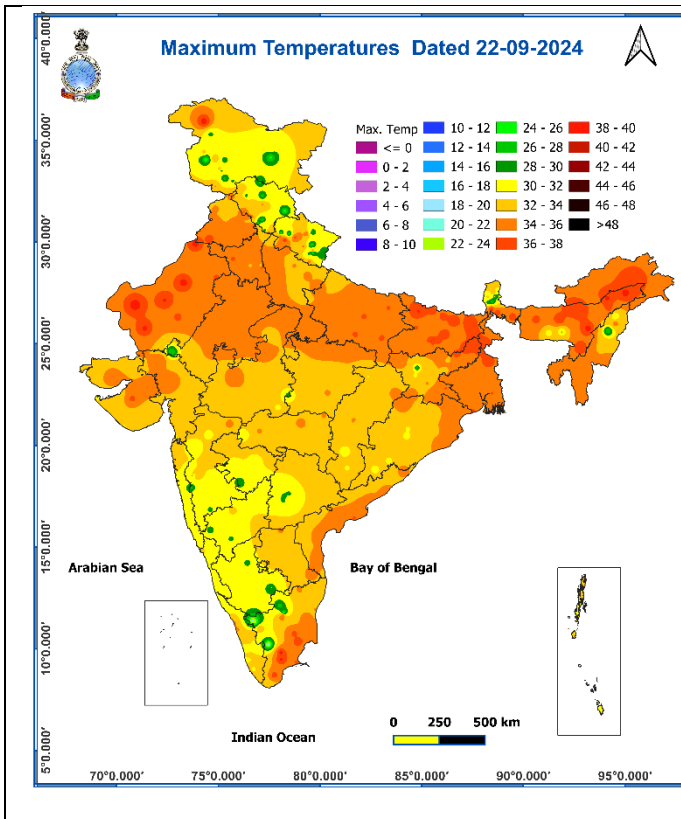 Maximum Temperatures Dated 22-09-2024
Max. Temp
<= 0
0 - 2
2 - 4
4 - 6
6 - 8
8 - 10
10 - 12
12 - 14
14 - 16
16 - 18
18 - 20
20 - 22
22 - 24
24 - 26
26 - 28
28 - 30
30 - 32
32 - 34
34 - 36
36 - 38
38 - 40
40 - 42
42 - 44
44 - 46
46 - 48
>48
40°0.000'
35°0.000'
30°0.000'
25°0.000'
20°0.000'
15°0.000'
10°0.000'
5°0.000'
Arabian Sea
Bay of Bengal
Indian Ocean
0 250 500 km
70°0.000' 75°0.000' 80°0.000' 85°0.000' 90°0.000' 95°0.000'